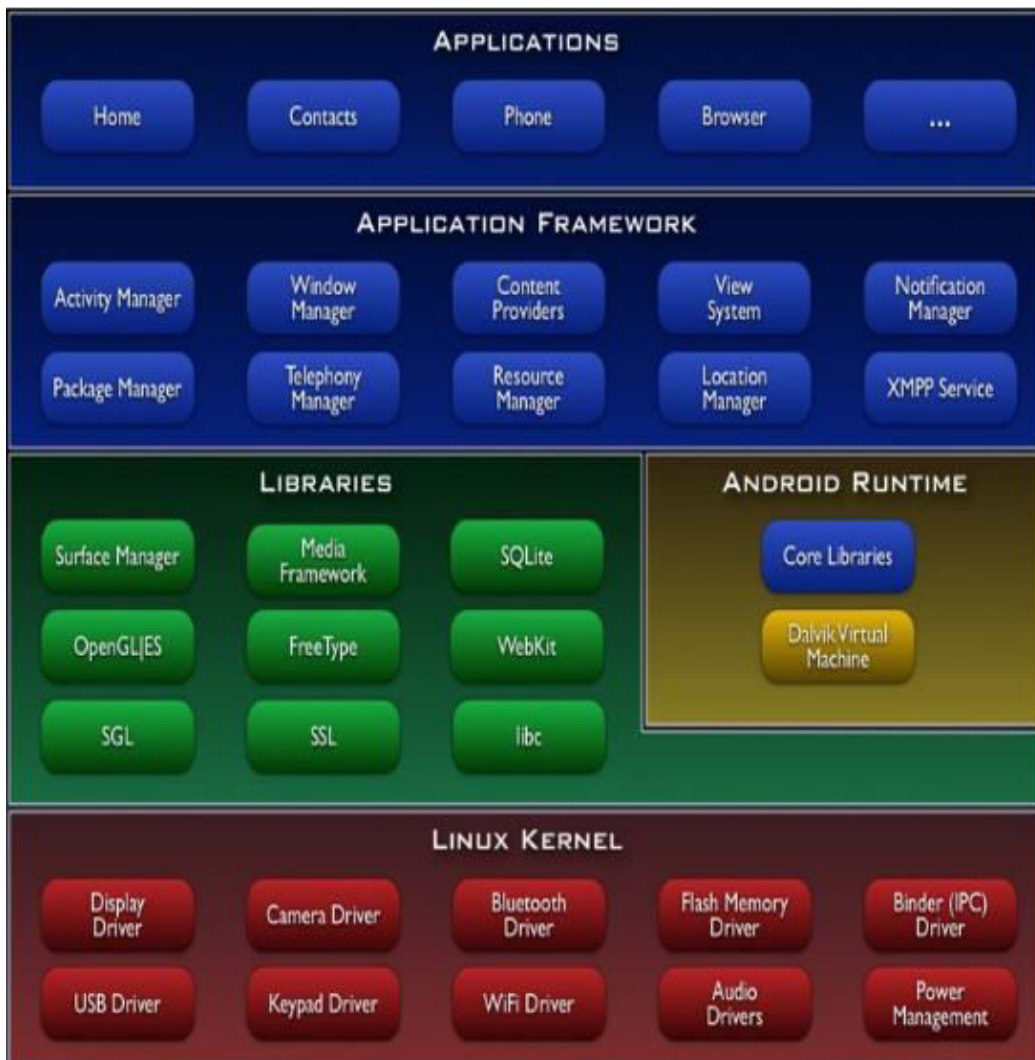 APPLICATIONS
Home
Contacts
Phone
Browser
...
APPLICATION FRAMEWORK
Activity Manager
Window
Manager
Content
Providers
View
System
Notification
Manager
Package Manager
Telephony
Manager
Resource
Manager
Location
Manager
XMPP Service
LIBRARIES
Surface Manager
Media
Framework
SQLite
OpenGL|ES
FreeType
WebKit
SGL
SSL
libc
ANDROID RUNTIME
Core Libraries
Dalvik Virtual
Machine
LINUX KERNEL
Display
Driver
Camera Driver
Bluetooth
Driver
Flash Memory
Driver
Binder (IPC)
Driver
USB Driver
Keypad Driver
WiFi Driver
Audio
Drivers
Power
Management